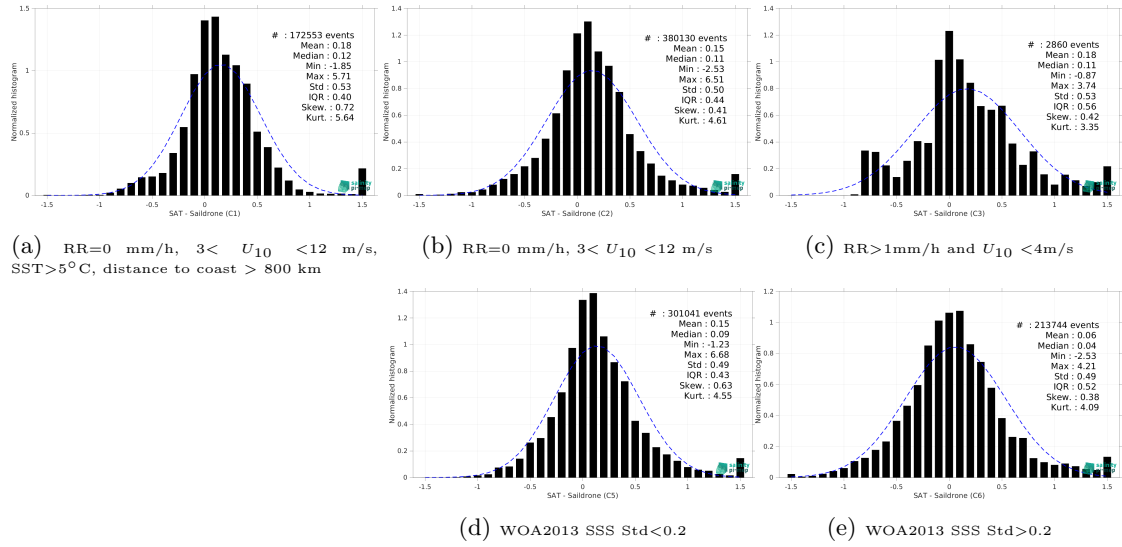 1.4
1.4
1.4
1.5
1.2
1.2
1
1
1
0.8
0.8
0.6
0.6
0.5
0.4
0.4
0.2
0.2
0
0
0
Normalized histogram
Normalized histogram
Normalized histogram
# : 172553 events
Mean : 0.18
Median : 0.12
Min : -1.85
Max : 5.71
Std : 0.53
IQR : 0.40
Skew. : 0.72
Kurt. : 5.64
# : 380130 events
Mean : 0.15
Median : 0.11
Min : -2.53
Max : 6.51
Std : 0.50
IQR : 0.44
Skew. : 0.41
Kurt. : 4.61
# : 2860 events
Mean : 0.18
Median : 0.11
Min : -0.87
Max : 3.74
Std : 0.53
IQR : 0.56
Skew. : 0.42
Kurt. : 3.35
-1.5 -1 -0.5 0 0.5 1 1.5
-1.5 -1 -0.5 0 0.5 1 1.5
-1.5 -1 -0.5 0 0.5 1 1.5
SAT - Saildrone (C1)
SAT - Saildrone (C2)
SAT - Saildrone (C3)
(a) RR=0 mm/h, 3< U10 <12 m/s,
SST>5°C, distance to coast > 800 km
(b) RR=0 mm/h, 3< U10 <12 m/s
(c) RR>1mm/h and U10 <4m/s
1.2
1
0.8
0.6
0.4
0.2
0
Normalized histogram
# : 301041 events
Mean : 0.15
Median : 0.09
Min : -1.23
Max : 6.68
Std : 0.49
IQR : 0.43
Skew. : 0.63
Kurt. : 4.55
-1.5 -1 -0.5 0 0.5 1 1.5
SAT - Saildrone (C5)
1.2
1
0.8
0.6
0.4
0.2
0
Normalized histogram
# : 213744 events
Mean : 0.06
Median : 0.04
Min : -2.53
Max : 4.21
Std : 0.49
IQR : 0.52
Skew. : 0.38
Kurt. : 4.09
-1.5 -1 -0.5 0 0.5 1 1.5
SAT - Saildrone (C6)
(d) WOA2013 SSS Std<0.2
(e) WOA2013 SSS Std>0.2